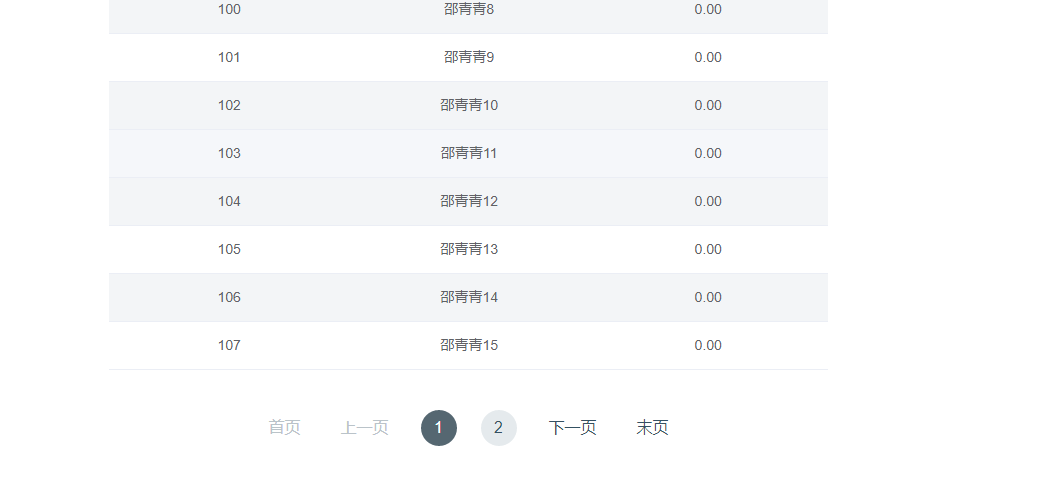 100 邵青青8 0.00
101 邵青青9 0.00
102 邵青青10 0.00
103 邵青青11 0.00
104 邵青青12 0.00
105 邵青青13 0.00
106 邵青青14 0.00
107 邵青青15 0.00
首页 上一页 1 2 下一页 末页